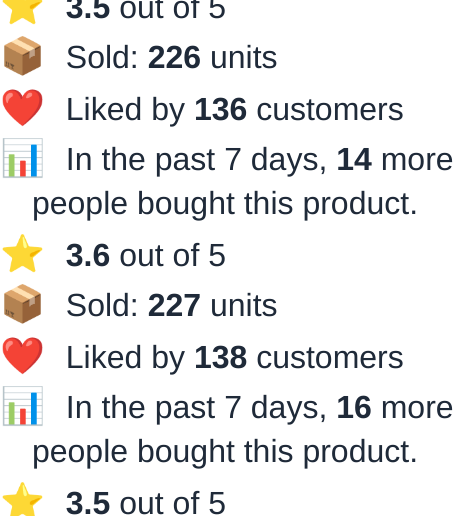 3.5 out of 5
Sold: 226 units
Liked by 136 customers
In the past 7 days, 14 more
people bought this product.
3.6 out of 5
Sold: 227 units
Liked by 138 customers
In the past 7 days, 16 more
people bought this product.
3.5 out of 5